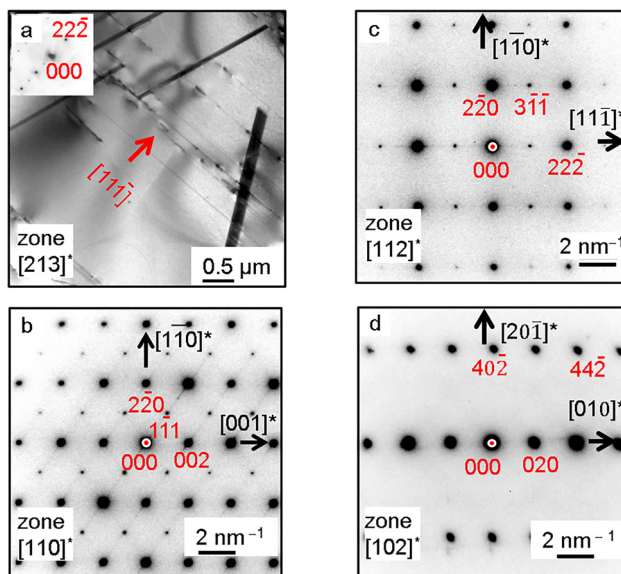 a
222̄
000
[111̄]
zone
[213]*
0.5 µm
b
[11̄0]*
22̄0
11̄1
[001]*
000
002
zone
[110]*
2 nm⁻¹
c
[11̄0]*
22̄0
31̄1̄
[111̄]*
000
222̄
zone
[112]*
2 nm⁻¹
d
[201̄]*
402̄
442̄
[010]*
000
020
zone
[102]*
2 nm⁻¹